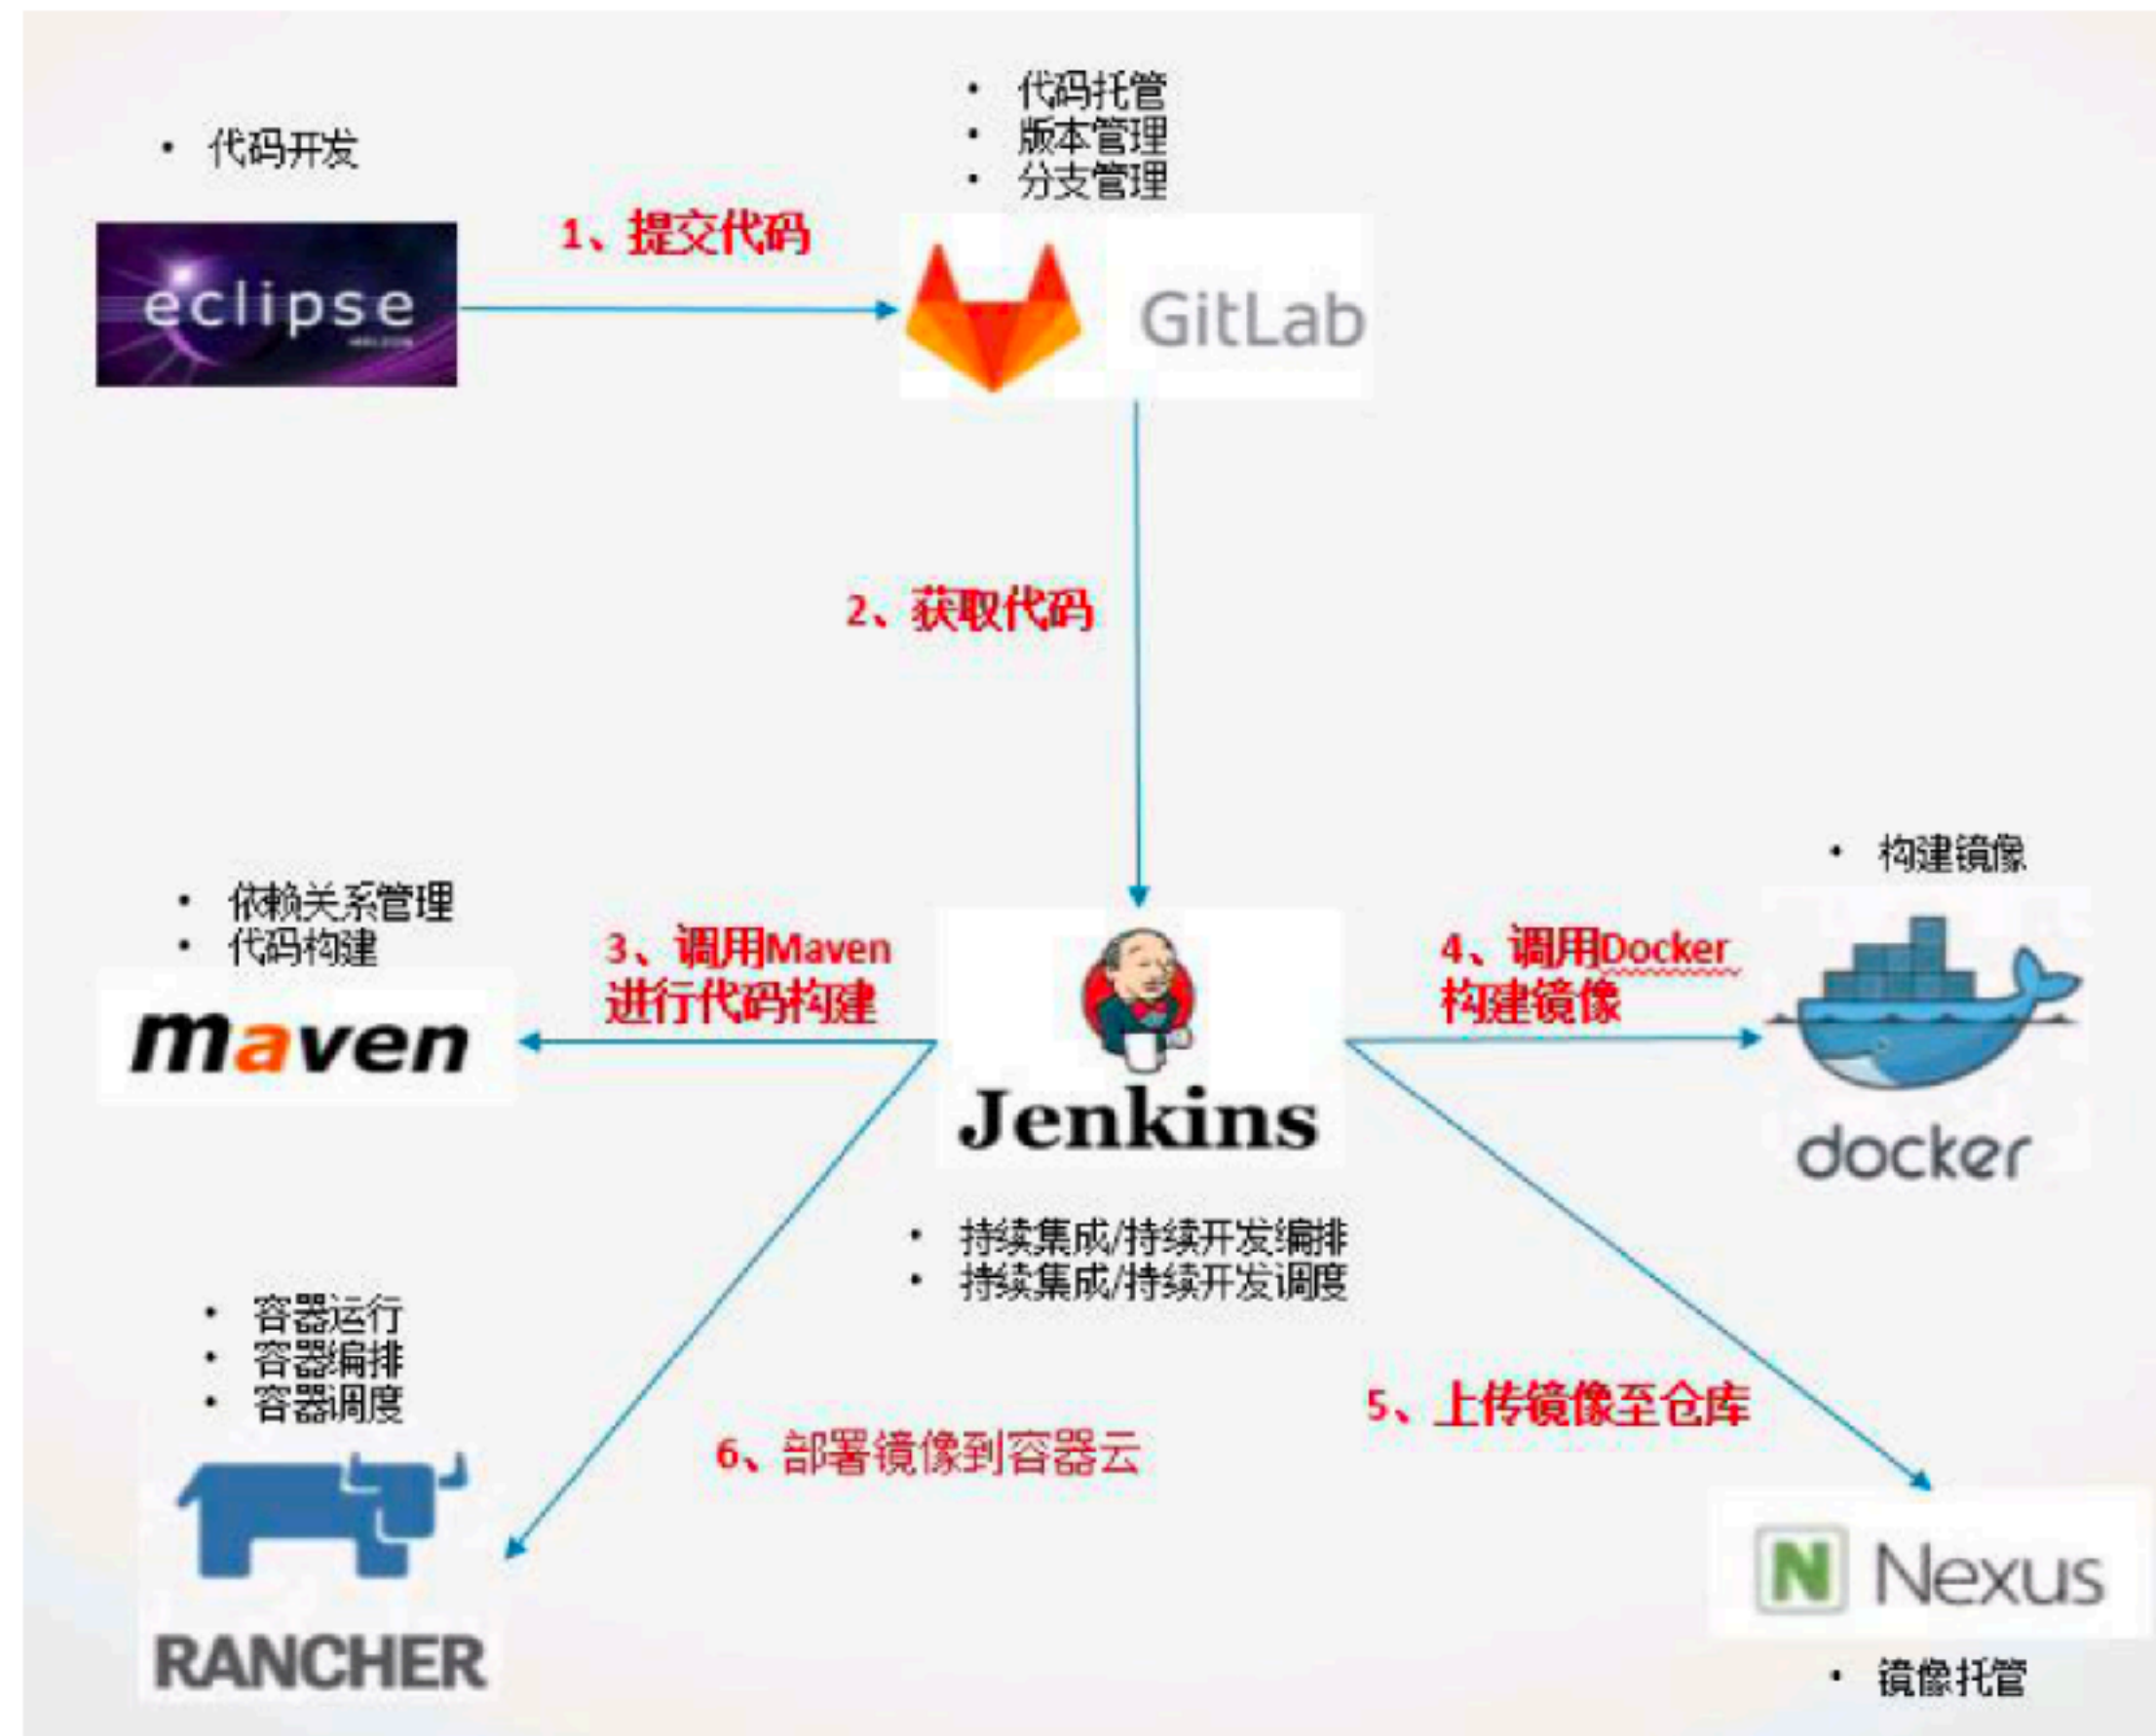 • 代码开发
eclipse
1、提交代码
• 代码托管
• 版本管理
• 分支管理
GitLab
2、获取代码
• 依赖关系管理
• 代码构建
maven
3、调用Maven
进行代码构建
Jenkins
• 持续集成/持续开发编排
• 持续集成/持续开发调度
4、调用Docker
构建镜像
• 构建镜像
docker
• 容器运行
• 容器编排
• 容器调度
RANCHER
6、部署镜像到容器云
5、上传镜像至仓库
N Nexus
• 镜像托管